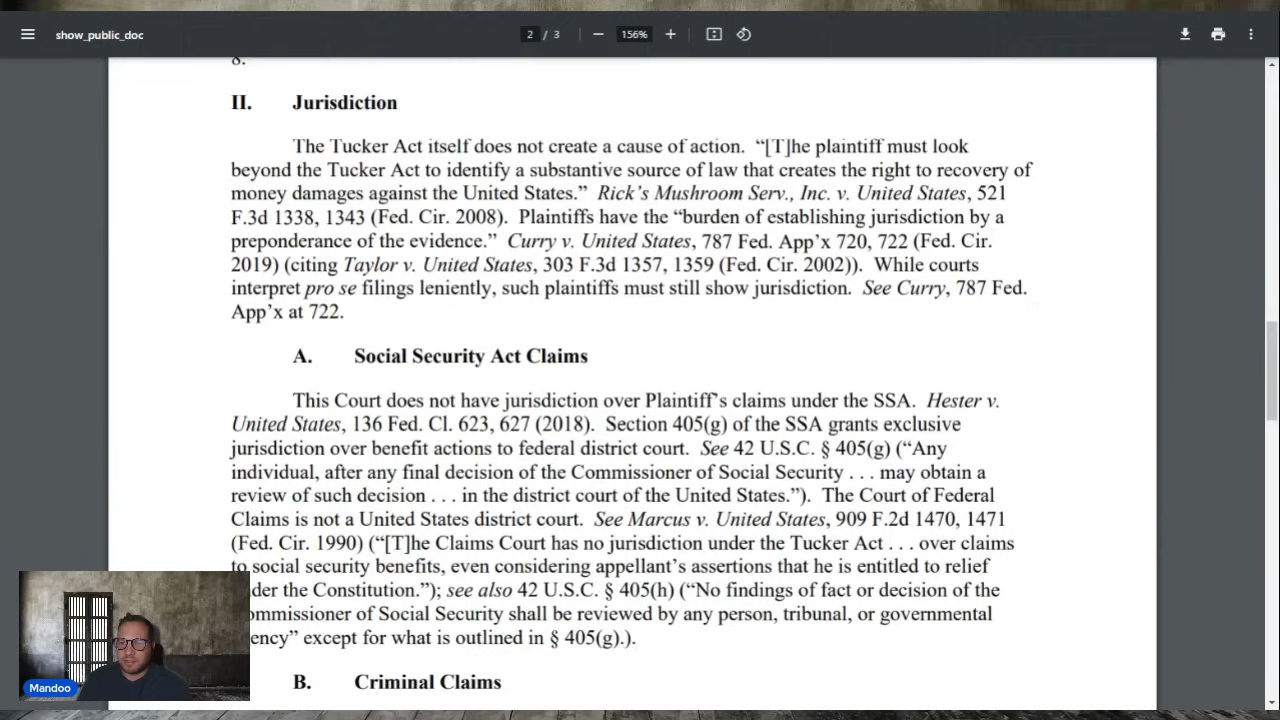 show_public_doc
2 / 3
156%
8.
II. Jurisdiction
The Tucker Act itself does not create a cause of action. “[T]he plaintiff must look
beyond the Tucker Act to identify a substantive source of law that creates the right to recovery of
money damages against the United States.” Rick’s Mushroom Serv., Inc. v. United States, 521
F.3d 1338, 1343 (Fed. Cir. 2008). Plaintiffs have the “burden of establishing jurisdiction by a
preponderance of the evidence.” Curry v. United States, 787 Fed. App’x 720, 722 (Fed. Cir.
2019) (citing Taylor v. United States, 303 F.3d 1357, 1359 (Fed. Cir. 2002)). While courts
interpret pro se filings leniently, such plaintiffs must still show jurisdiction. See Curry, 787 Fed.
App’x at 722.
A. Social Security Act Claims
This Court does not have jurisdiction over Plaintiff’s claims under the SSA. Hester v.
United States, 136 Fed. Cl. 623, 627 (2018). Section 405(g) of the SSA grants exclusive
jurisdiction over benefit actions to federal district court. See 42 U.S.C. § 405(g) (“Any
individual, after any final decision of the Commissioner of Social Security . . . may obtain a
review of such decision . . . in the district court of the United States.”). The Court of Federal
Claims is not a United States district court. See Marcus v. United States, 909 F.2d 1470, 1471
(Fed. Cir. 1990) (“[T]he Claims Court has no jurisdiction under the Tucker Act . . . over claims
to social security benefits, even considering appellant’s assertions that he is entitled to relief
der the Constitution.”); see also 42 U.S.C. § 405(h) (“No findings of fact or decision of the
ommissioner of Social Security shall be reviewed by any person, tribunal, or governmental
ency” except for what is outlined in § 405(g).).
B. Criminal Claims
Mandoo